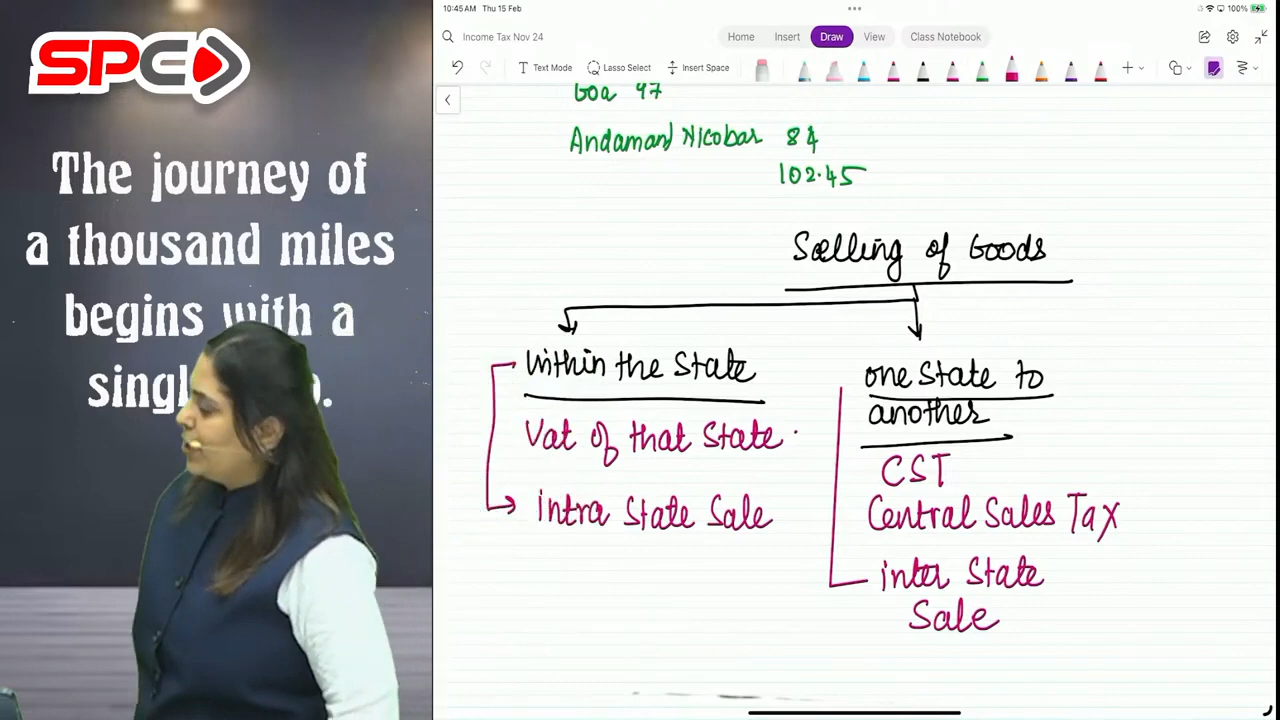 10:45 AM Thu 15 Feb
100%
SPC
Income Tax Nov 24
Home Insert Draw View Class Notebook
Text Mode Lasso Select Insert Space
The journey of
a thousand miles
begins with a
Goa 97
Andaman Nicobar 84
102.45
Selling of Goods
within the State
one State to
another
Vat of that State.
CST
Central Sales Tax
intra State Sale
inter State
Sale